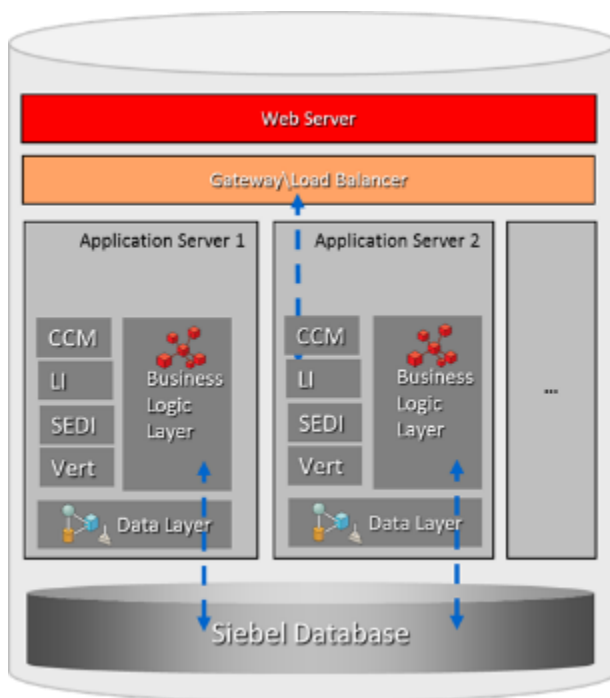 Web Server
Gateway\Load Balancer
Application Server 1
CCM
LI
SEDI
Vert
Business
Logic
Layer
Data Layer
Application Server 2
CCM
LI
SEDI
Vert
Business
Logic
Layer
Data Layer
...
Siebel Database